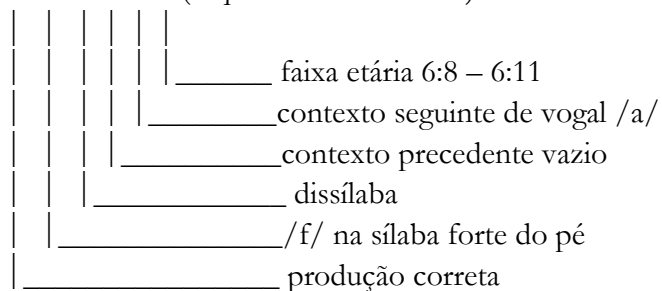 faixa etária 6:8 – 6:11
contexto seguinte de vogal /a/
contexto precedente vazio
dissílaba
/f/ na sílaba forte do pé
produção correta